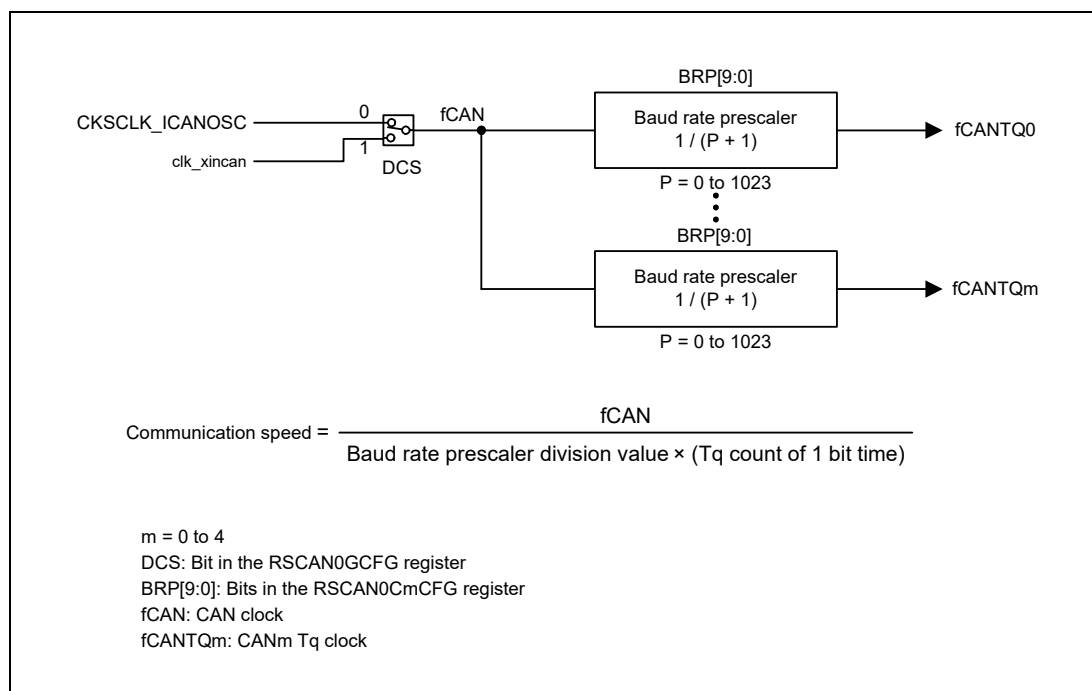 BRP[9:0]
CKSCLK_ICANOSC
0
fCAN
Baud rate prescaler
1 / (P + 1)
fCANTQ0
clk_xincan
1
DCS
P = 0 to 1023
BRP[9:0]
Baud rate prescaler
1 / (P + 1)
fCANTQm
P = 0 to 1023
Communication speed =
fCAN
Baud rate prescaler division value × (Tq count of 1 bit time)
m = 0 to 4
DCS: Bit in the RSCAN0GCFG register
BRP[9:0]: Bits in the RSCAN0CmCFG register
fCAN: CAN clock
fCANTQm: CANm Tq clock